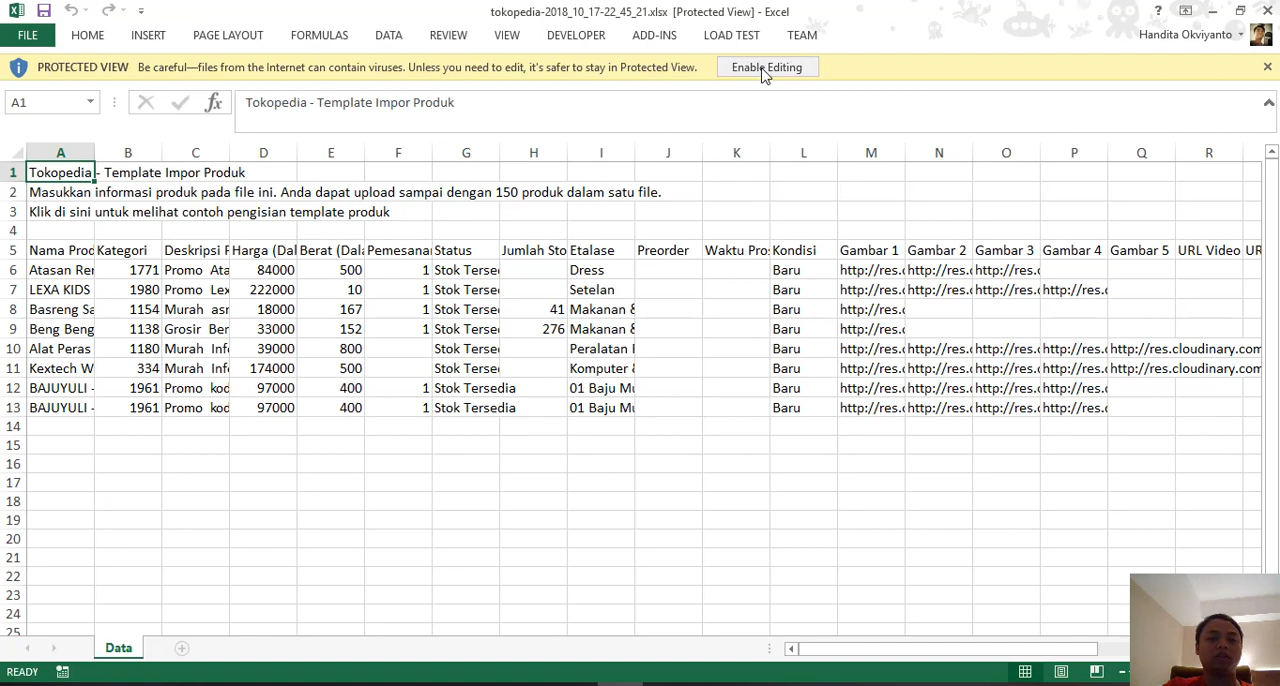 tokopedia-2018_10_17-22_45_21.xlsx [Protected View] - Excel
FILE HOME INSERT PAGE LAYOUT FORMULAS DATA REVIEW VIEW DEVELOPER ADD-INS LOAD TEST TEAM Handita Okviyanto
PROTECTED VIEW Be careful—files from the Internet can contain viruses. Unless you need to edit, it's safer to stay in Protected View. Enable Editing
A1 fx Tokopedia - Template Impor Produk
A B C D E F G H I J K L M N O P Q R
1 Tokopedia - Template Impor Produk
2 Masukkan informasi produk pada file ini. Anda dapat upload sampai dengan 150 produk dalam satu file.
3 Klik di sini untuk melihat contoh pengisian template produk
4
5 Nama Prod Kategori Deskripsi F Harga (Dal Berat (Dala Pemesanan Status Jumlah Sto Etalase Preorder Waktu Pro Kondisi Gambar 1 Gambar 2 Gambar 3 Gambar 4 Gambar 5 URL Video UR
6 Atasan Ren 1771 Promo Ata 84000 500 1 Stok Tersed Dress Baru http://res.c http://res.c http://res.c
7 LEXA KIDS 1980 Promo Lex 222000 10 1 Stok Tersed Setelan Baru http://res.c http://res.c http://res.c http://res.c
8 Basreng Sa 1154 Murah asr 18000 167 1 Stok Tersed 41 Makanan & Baru http://res.c
9 Beng Beng 1138 Grosir Ber 33000 152 1 Stok Tersed 276 Makanan & Baru http://res.c
10 Alat Peras 1180 Murah Inf 39000 800 Stok Tersed Peralatan Baru http://res.c http://res.c http://res.c http://res.c http://res.cloudinary.com
11 Kextech W 334 Murah Inf 174000 500 Stok Tersed Komputer & Baru http://res.c http://res.c http://res.c http://res.c http://res.cloudinary.com
12 BAJUYULI - 1961 Promo kod 97000 400 1 Stok Tersedia 01 Baju Mu Baru http://res.c http://res.c http://res.c http://res.c
13 BAJUYULI - 1961 Promo kod 97000 400 1 Stok Tersedia 01 Baju Mu Baru http://res.c http://res.c http://res.c http://res.c
14
15
16
17
18
19
20
21
22
23
24
25
Data
READY